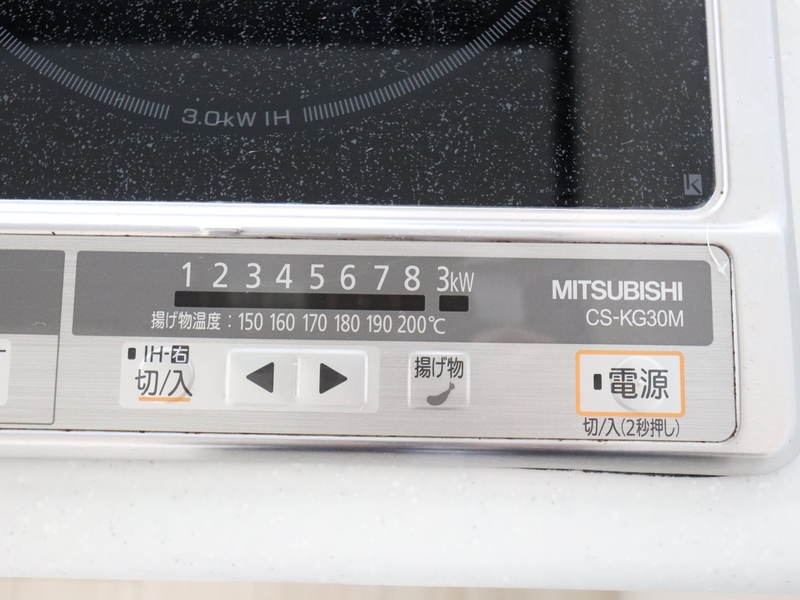 3.0kW IH
K
1 2 3 4 5 6 7 8 3kW
揚げ物温度：150 160 170 180 190 200℃
MITSUBISHI
CS-KG30M
IH-右
切/入
揚げ物
電源
切/入(2秒押し)